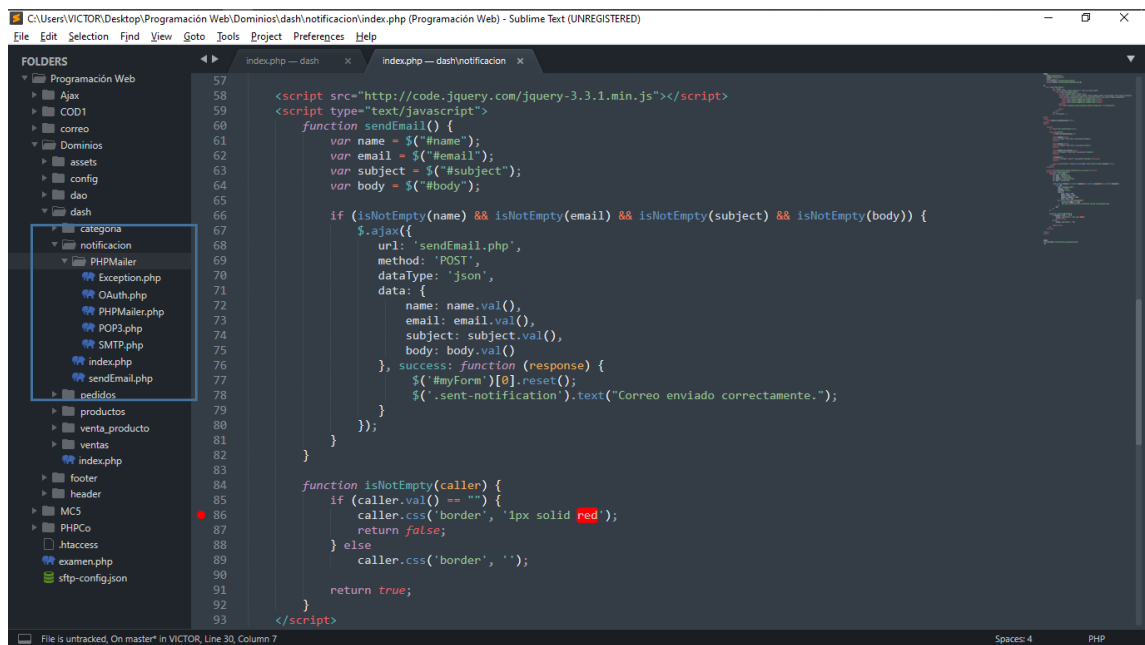 C:\Users\VICTOR\Desktop\Programación Web\Dominios\dash\notificacion\index.php (Programación Web) - Sublime Text (UNREGISTERED)
File Edit Selection Find View Goto Tools Project Preferences Help
FOLDERS
Programación Web
Ajax
COD1
correo
Dominios
assets
config
dao
dash
categoria
notificacion
PHPMailer
Exception.php
OAuth.php
PHPMailer.php
POP3.php
SMTP.php
index.php
sendEmail.php
pedidos
productos
venta_producto
ventas
index.php
footer
header
MC5
PHPCo
.htaccess
examen.php
sftp-config.json
index.php — dash ×
index.php — dash\notificacion ×
57
58 <script src="http://code.jquery.com/jquery-3.3.1.min.js"></script>
59 <script type="text/javascript">
60 function sendEmail() {
61 var name = $("#name");
62 var email = $("#email");
63 var subject = $("#subject");
64 var body = $("#body");
65
66 if (isNotEmpty(name) && isNotEmpty(email) && isNotEmpty(subject) && isNotEmpty(body)) {
67 $.ajax({
68 url: 'sendEmail.php',
69 method: 'POST',
70 dataType: 'json',
71 data: {
72 name: name.val(),
73 email: email.val(),
74 subject: subject.val(),
75 body: body.val()
76 }, success: function (response) {
77 $('#myForm')[0].reset();
78 $('.sent-notification').text("Correo enviado correctamente.");
79 }
80 });
81 }
82 }
83
84 function isNotEmpty(caller) {
85 if (caller.val() == "") {
86 caller.css('border', '1px solid red');
87 return false;
88 } else
89 caller.css('border', '');
90
91 return true;
92 }
93 </script>
File is untracked, On master* in VICTOR, Line 30, Column 7
Spaces: 4 PHP